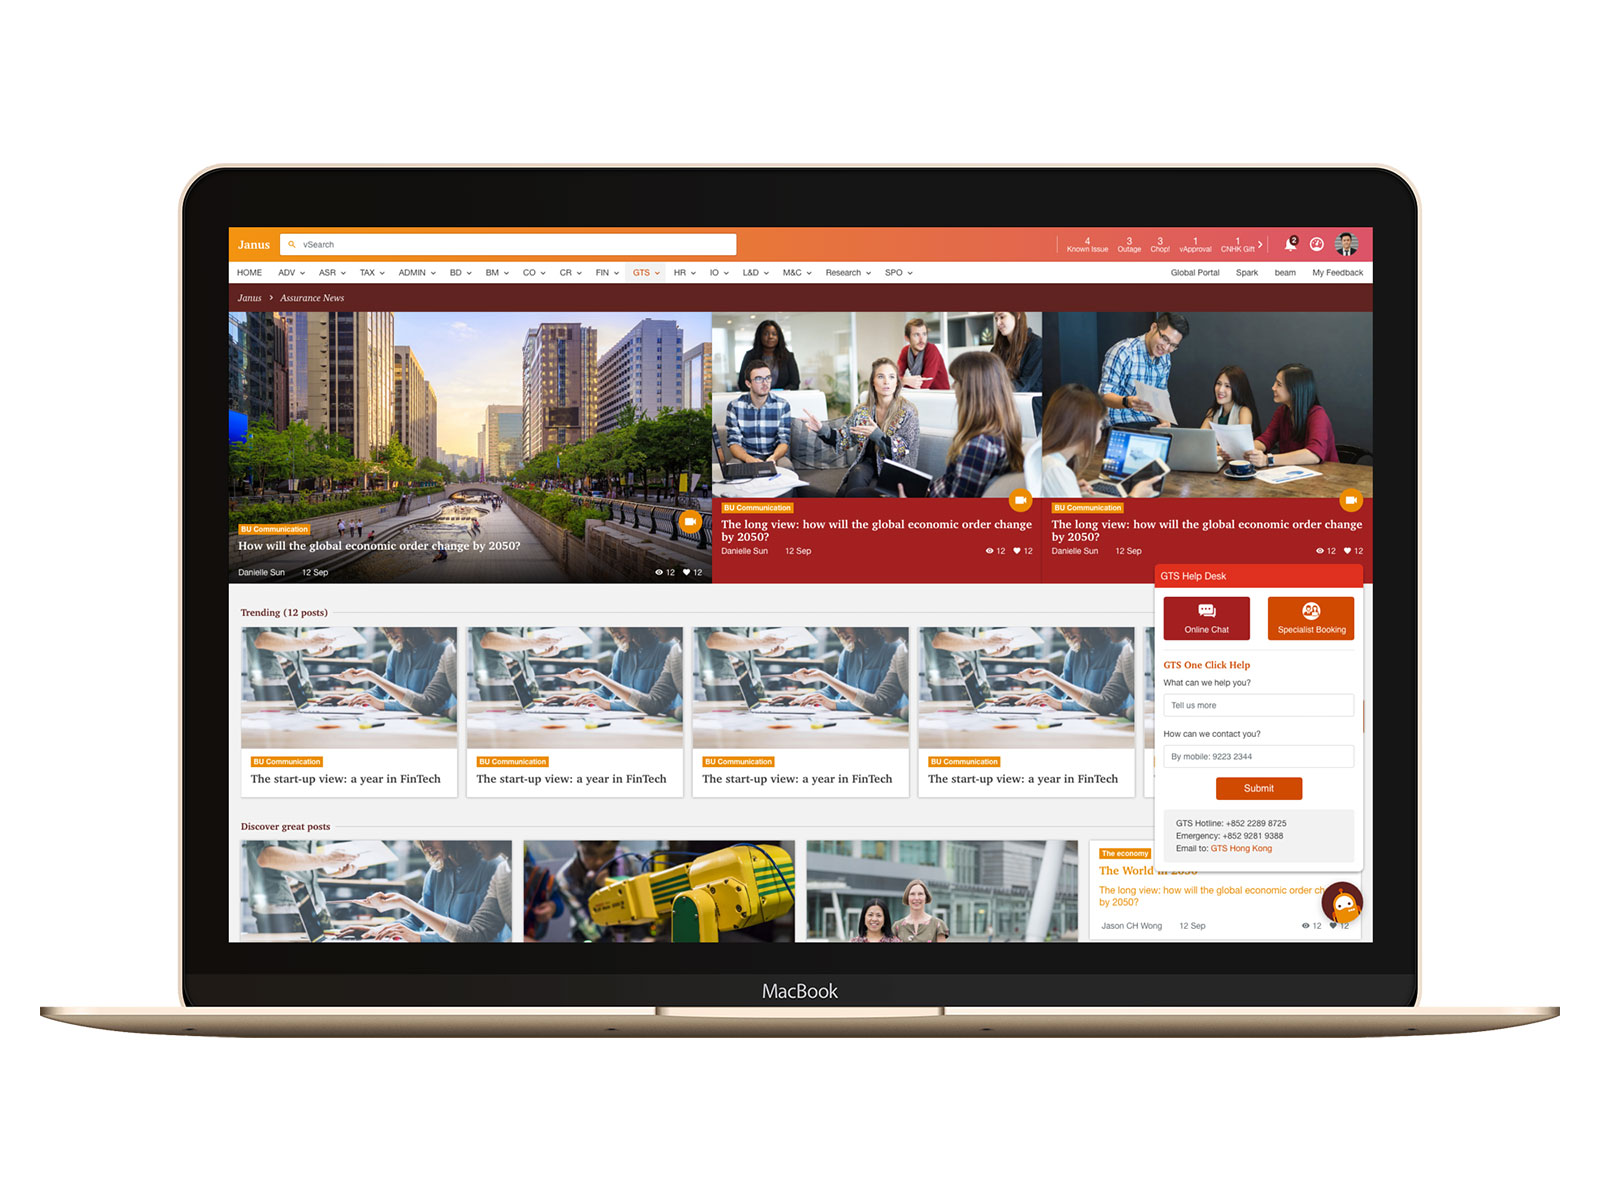 Janus
vSearch
4 Known Issue
3 Outage
3 Chop!
1 vApproval
1 CNHK Gift
2
HOME ADV ASR TAX ADMIN BD BM CO CR FIN GTS HR IO L&D M&C Research SPO Global Portal Spark beam My Feedback
Janus > Assurance News
BU Communication
How will the global economic order change by 2050?
Danielle Sun 12 Sep 12 12
BU Communication
The long view: how will the global economic order change
by 2050?
Danielle Sun 12 Sep 12 12
BU Communication
The long view: how will the global economic order change
by 2050?
Danielle Sun 12 Sep 12 12
Trending (12 posts)
BU Communication
The start-up view: a year in FinTech
BU Communication
The start-up view: a year in FinTech
BU Communication
The start-up view: a year in FinTech
BU Communication
The start-up view: a year in FinTech
GTS Help Desk
Online Chat
Specialist Booking
GTS One Click Help
What can we help you?
Tell us more
How can we contact you?
By mobile: 9223 2344
Submit
GTS Hotline: +852 2289 8725
Emergency: +852 9281 9388
Email to: GTS Hong Kong
Discover great posts
The economy
The World in 2050
The long view: how will the global economic order
by 2050?
Jason CH Wong 12 Sep 12 12
MacBook